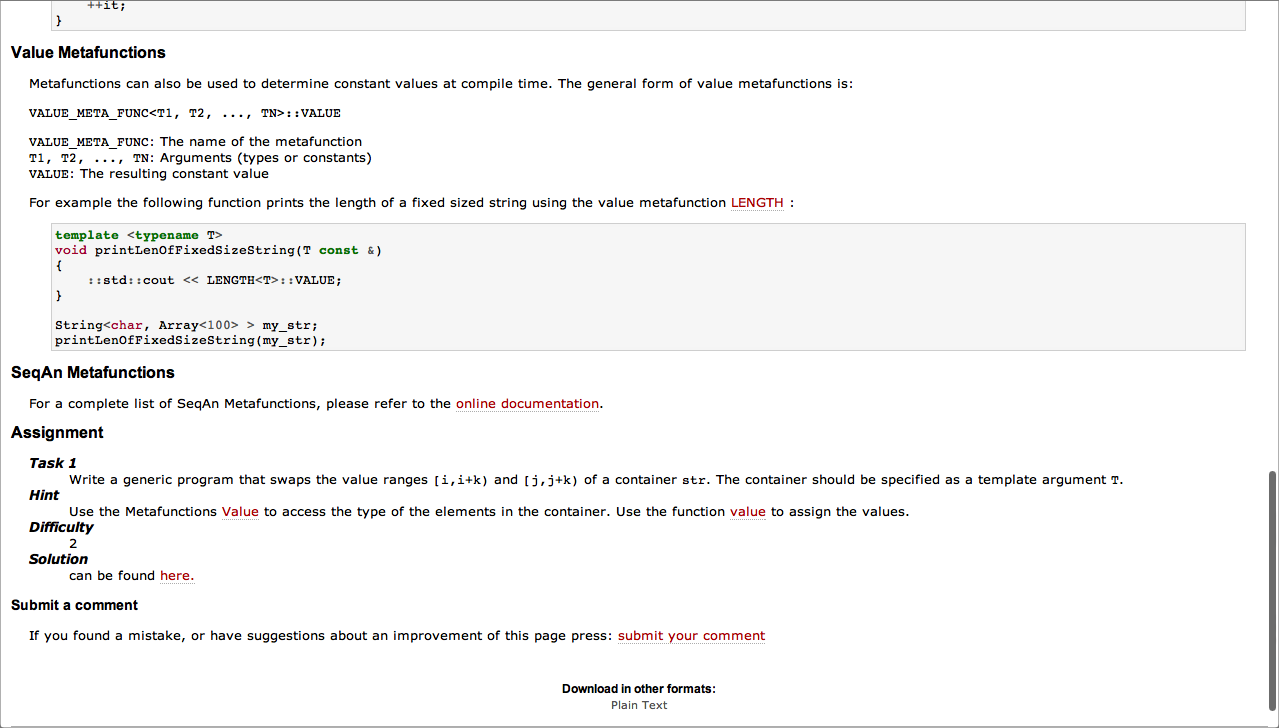 ++it;
}
Value Metafunctions
Metafunctions can also be used to determine constant values at compile time. The general form of value metafunctions is:
VALUE_META_FUNC<T1, T2, ..., TN>::VALUE
VALUE_META_FUNC: The name of the metafunction
T1, T2, ..., TN: Arguments (types or constants)
VALUE: The resulting constant value
For example the following function prints the length of a fixed sized string using the value metafunction LENGTH :
template <typename T>
void printLenOfFixedSizeString(T const &)
{
    ::std::cout << LENGTH<T>::VALUE;
}
String<char, Array<100> > my_str;
printLenOfFixedSizeString(my_str);
SeqAn Metafunctions
For a complete list of SeqAn Metafunctions, please refer to the online documentation.
Assignment
Task 1
Write a generic program that swaps the value ranges [i,i+k) and [j,j+k) of a container str. The container should be specified as a template argument T.
Hint
Use the Metafunctions Value to access the type of the elements in the container. Use the function value to assign the values.
Difficulty
2
Solution
can be found here.
Submit a comment
If you found a mistake, or have suggestions about an improvement of this page press: submit your comment
Download in other formats:
Plain Text